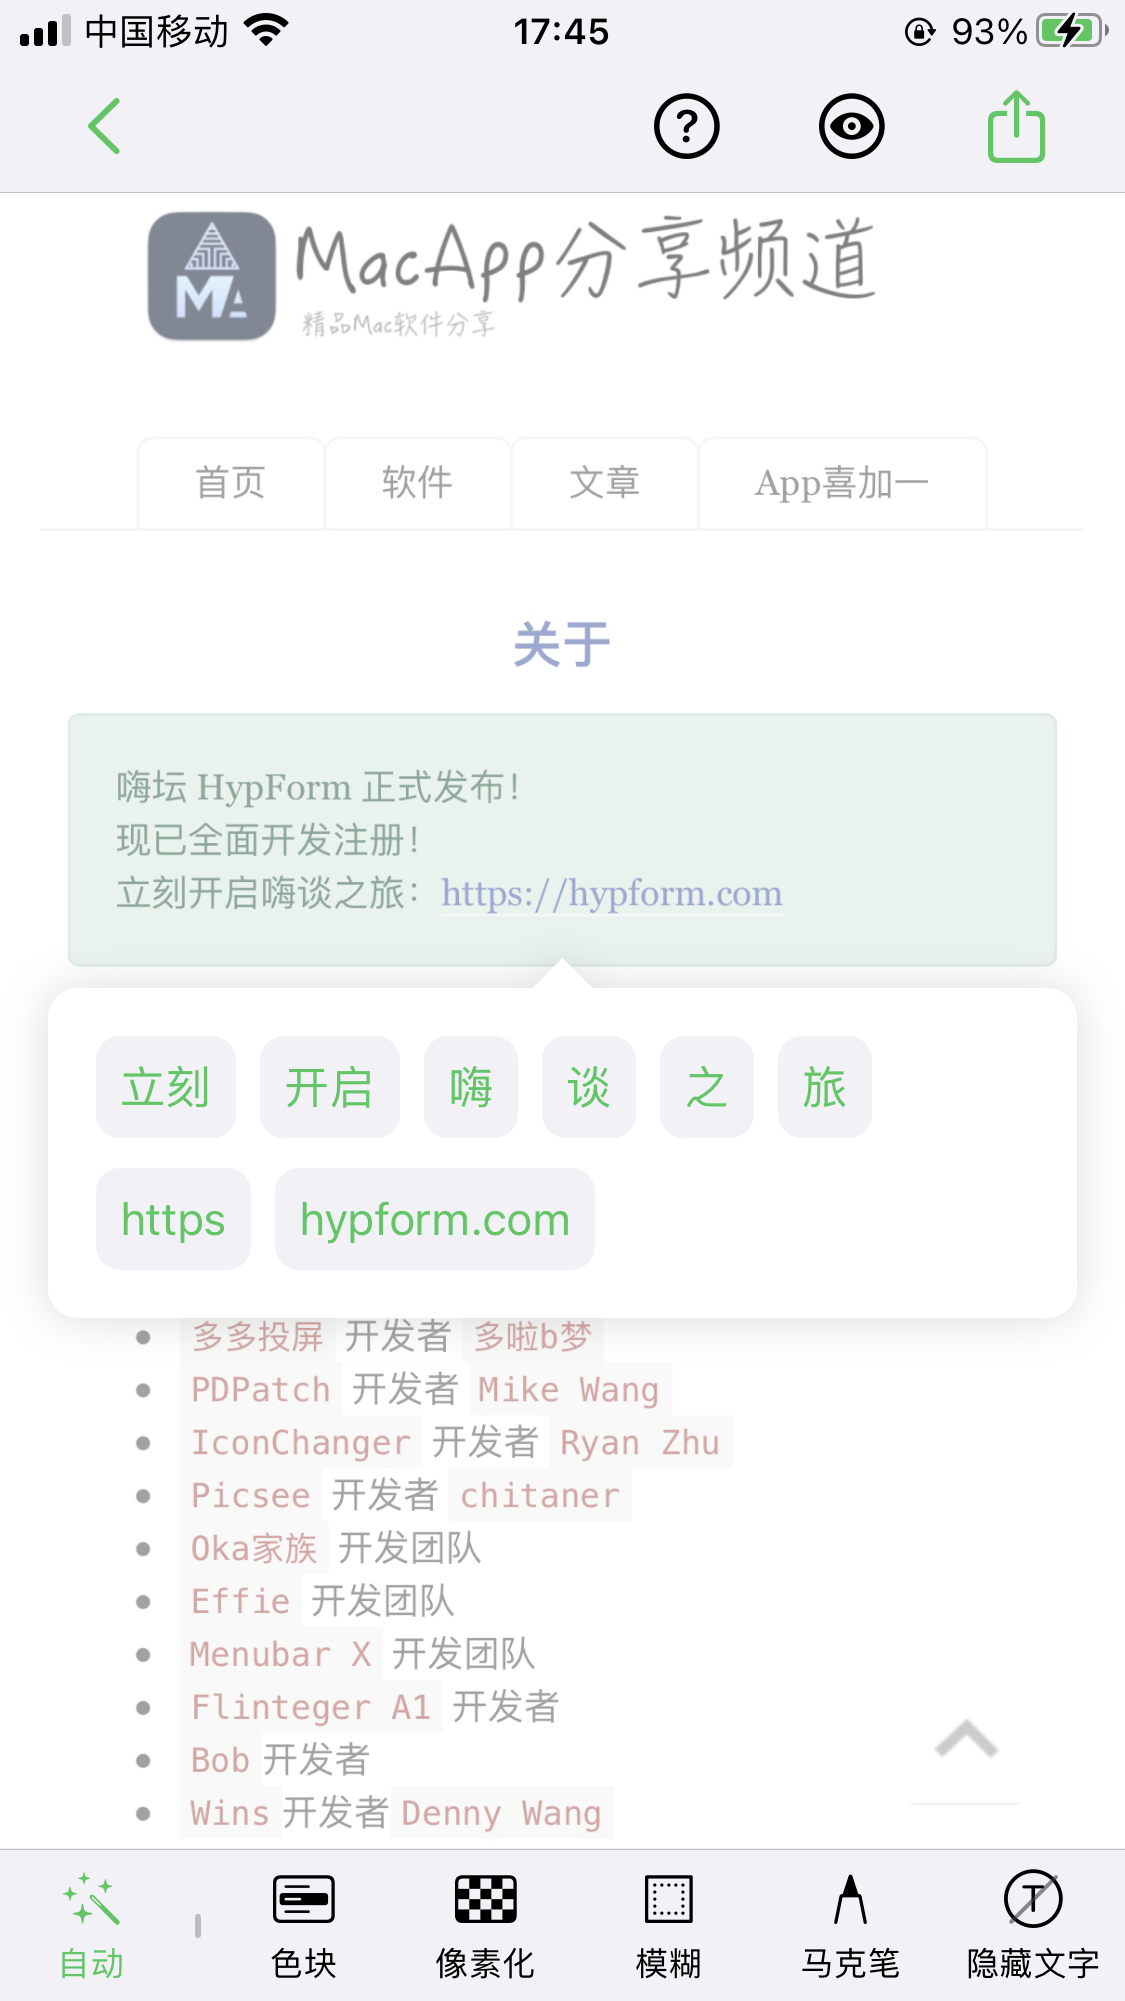 中国移动
17:45
93%
MacApp分享频道
精品Mac软件分享
首页
软件
文章
App喜加一
关于
嗨坛 HypForm 正式发布！
现已全面开发注册！
立刻开启嗨谈之旅：https://hypform.com
立刻 开启 嗨 谈 之 旅
https hypform.com
多多投屏 开发者 多啦b梦
PDPatch 开发者 Mike Wang
IconChanger 开发者 Ryan Zhu
Picsee 开发者 chitaner
Oka家族 开发团队
Effie 开发团队
Menubar X 开发团队
Flinteger A1 开发者
Bob 开发者
Wins 开发者 Denny Wang
自动
色块
像素化
模糊
马克笔
隐藏文字